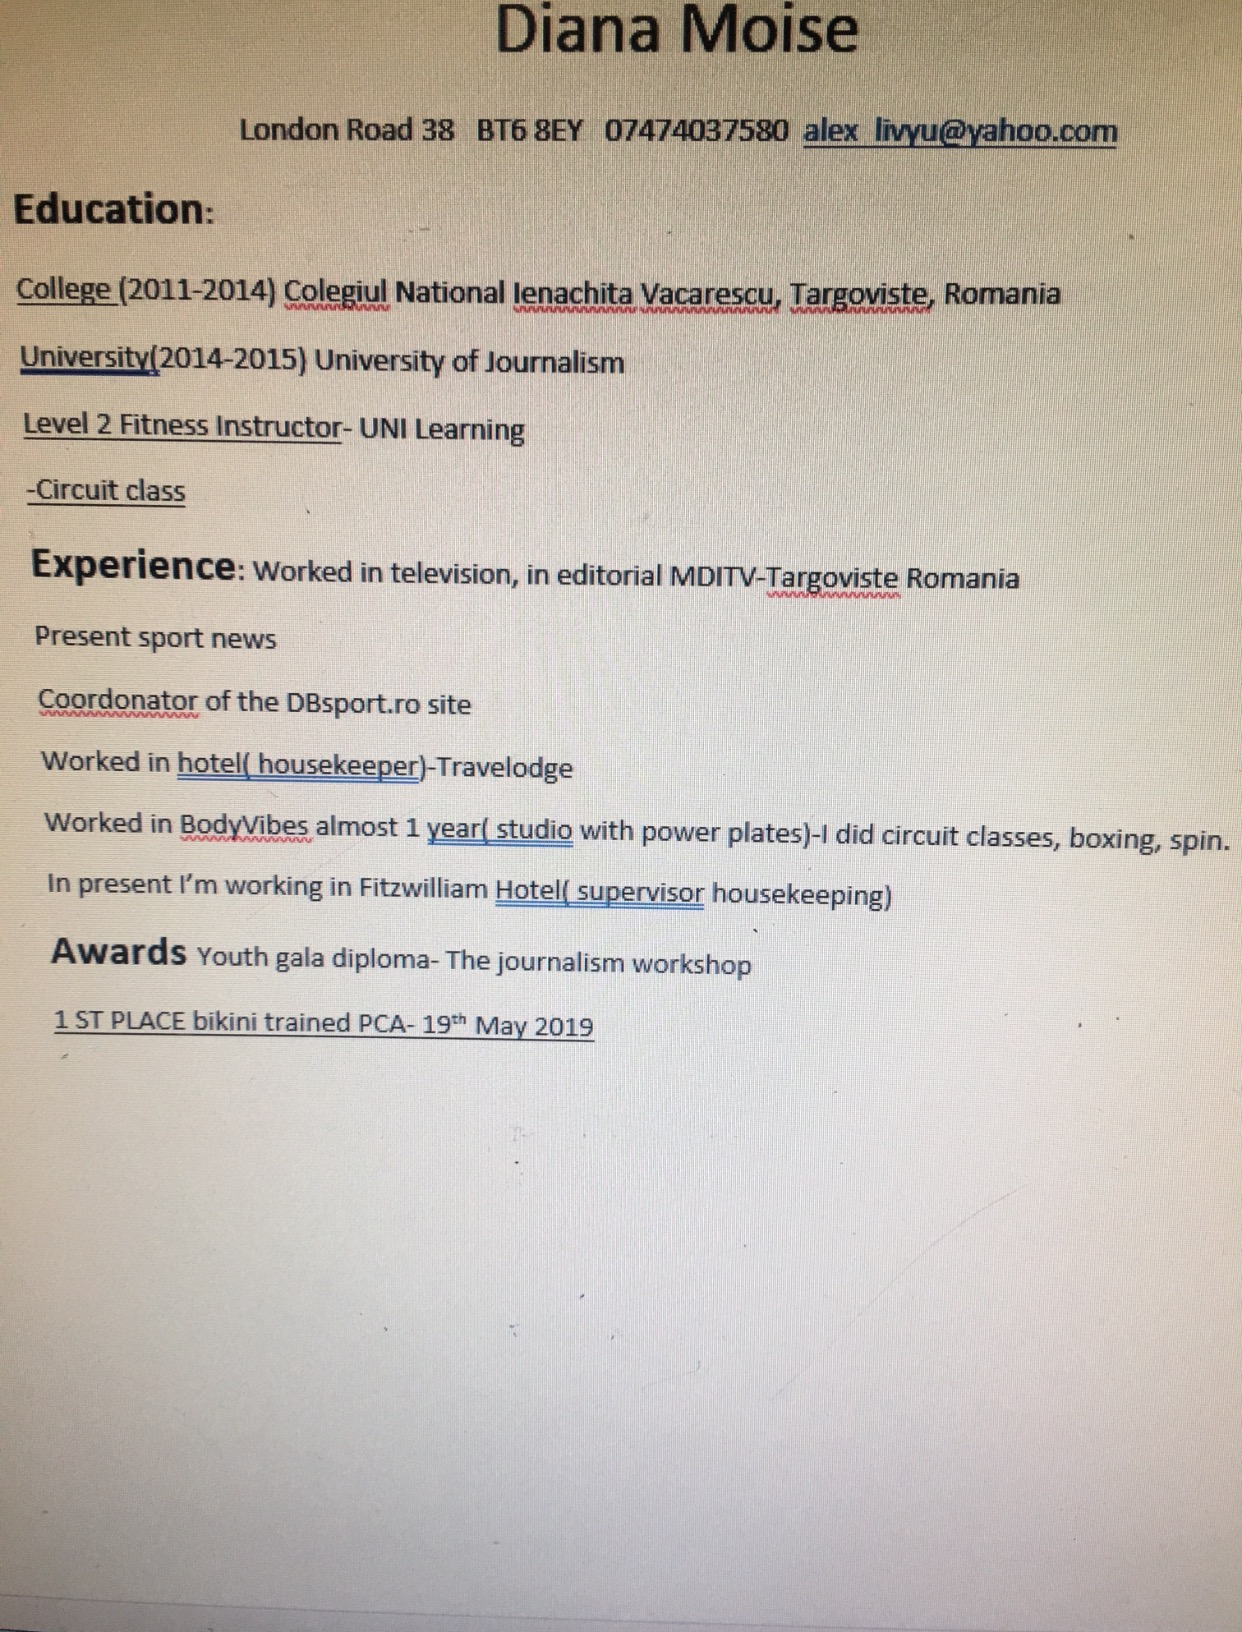 Diana Moise
London Road 38 BT6 8EY 07474037580 alex_livyu@yahoo.com
Education:
College (2011-2014) Colegiul National Ienachita Vacarescu, Targoviste, Romania
University(2014-2015) University of Journalism
Level 2 Fitness Instructor- UNI Learning
-Circuit class
Experience: Worked in television, in editorial MDITV-Targoviste Romania
Present sport news
Coordonator of the DBsport.ro site
Worked in hotel( housekeeper)-Travelodge
Worked in BodyVibes almost 1 year( studio with power plates)-I did circuit classes, boxing, spin.
In present I'm working in Fitzwilliam Hotel( supervisor housekeeping)
Awards Youth gala diploma- The journalism workshop
1 ST PLACE bikini trained PCA- 19th May 2019